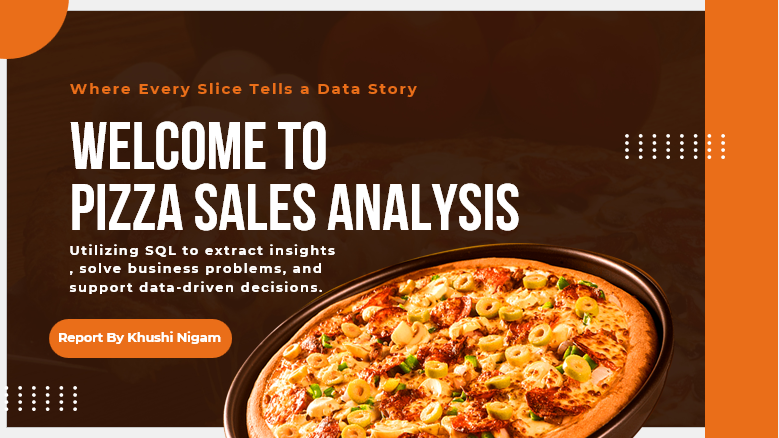 Where Every Slice Tells a Data Story
WELCOME TO
PIZZA SALES ANALYSIS
Utilizing SQL to extract insights
, solve business problems, and
support data-driven decisions.
Report By Khushi Nigam